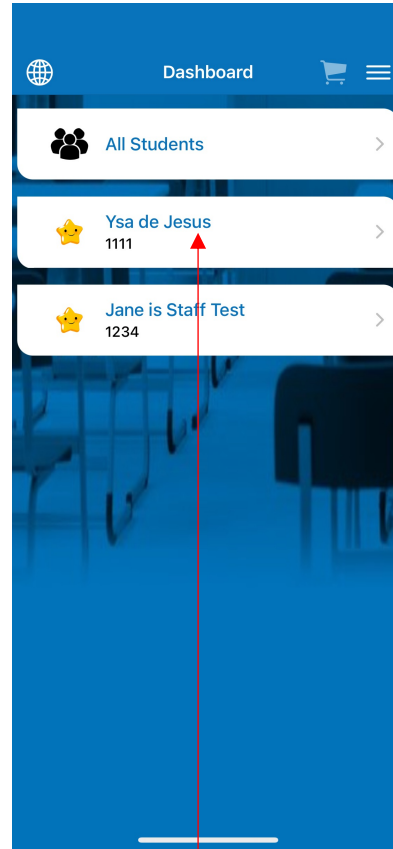 Dashboard
All Students
Ysa de Jesus
1111
Jane is Staff Test
1234